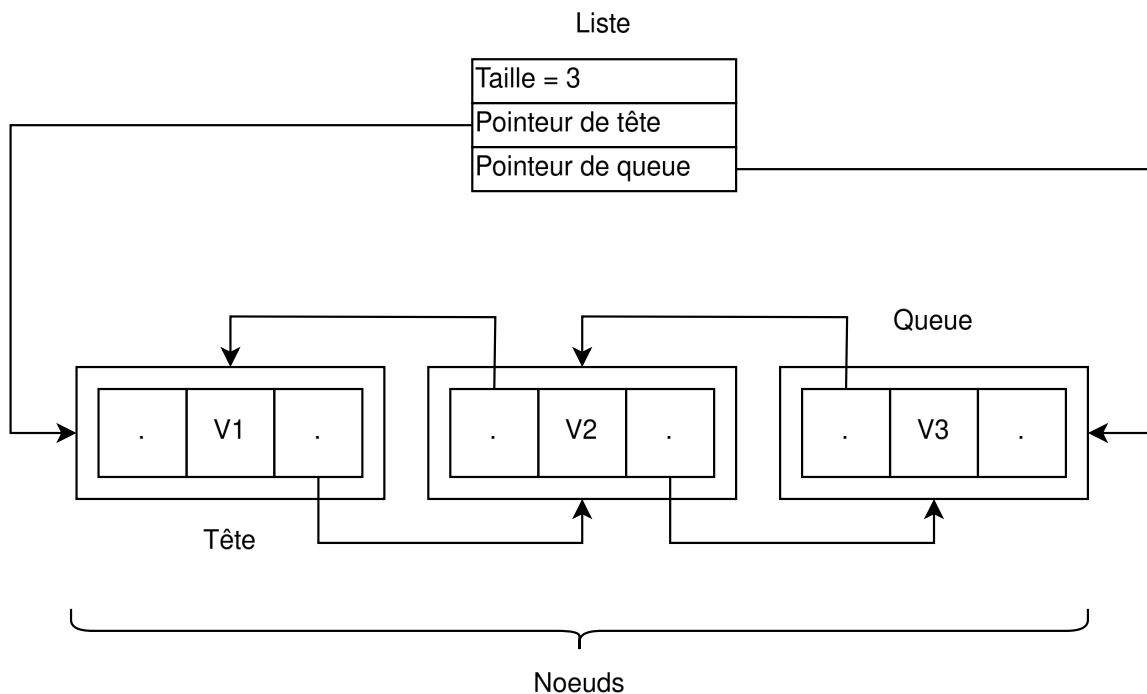 Liste
Taille = 3
Pointeur de tête
Pointeur de queue
Queue
. V1 . . V2 . . V3 .
Tête
Noeuds